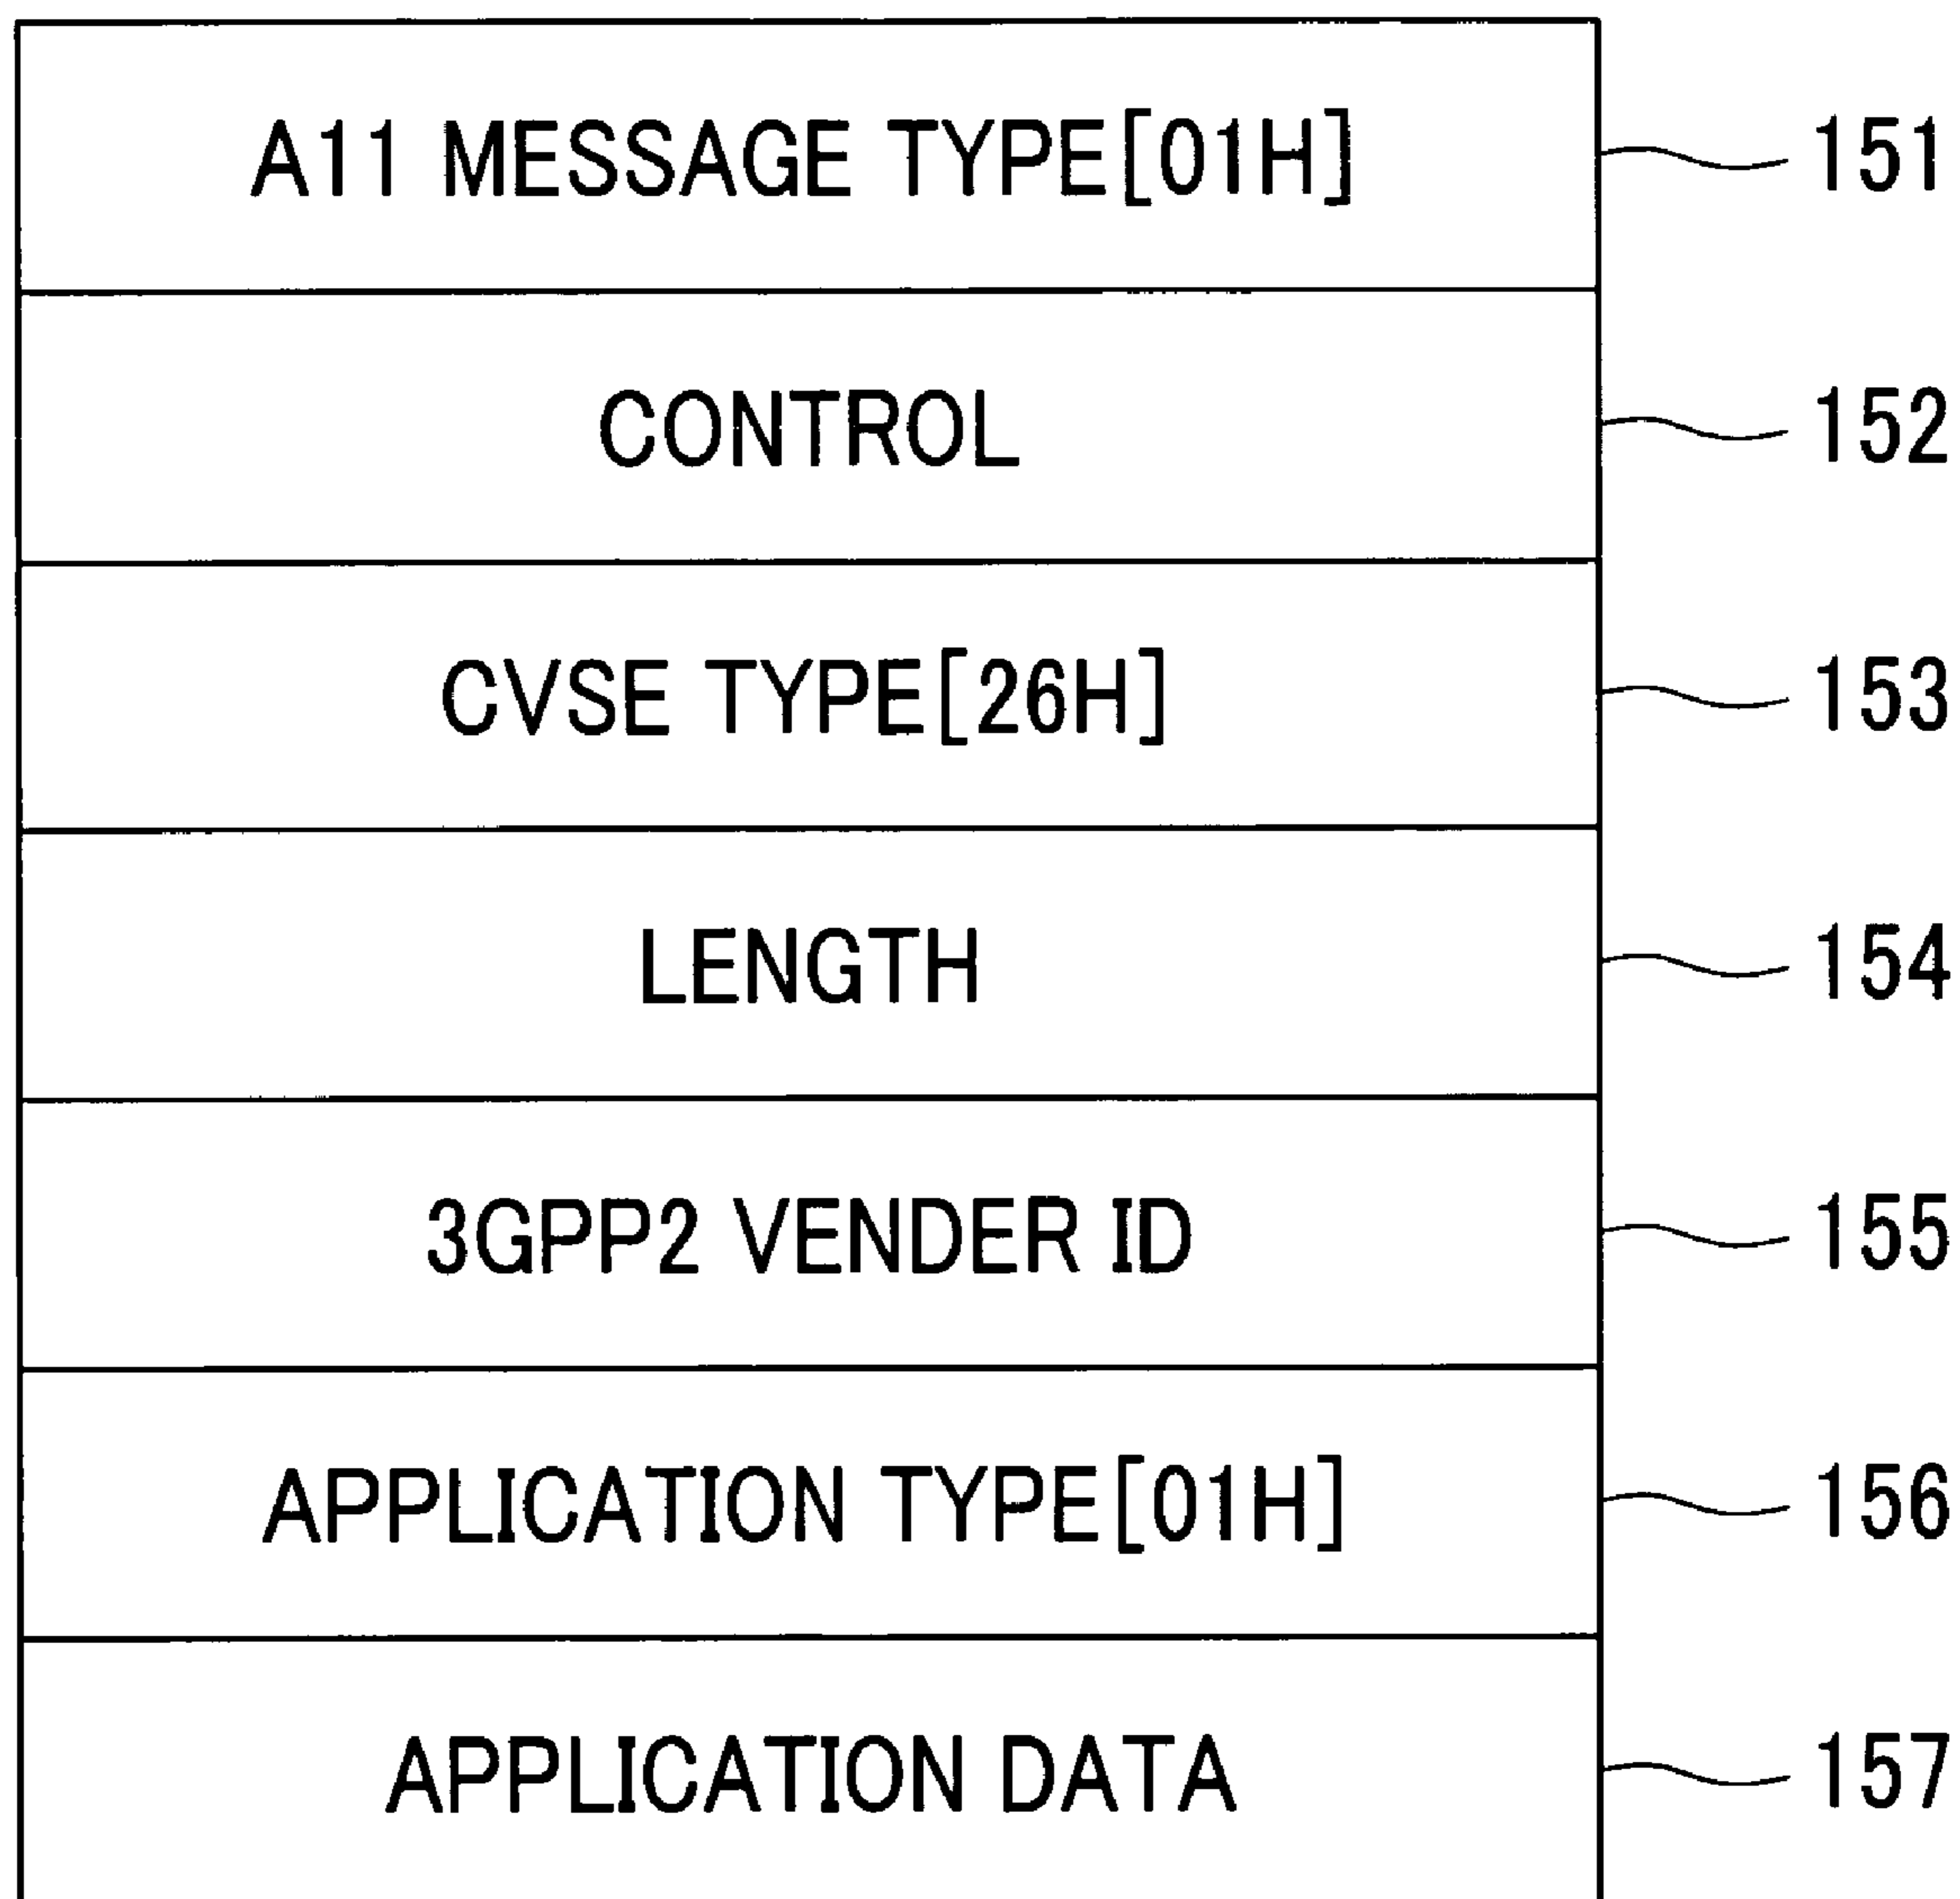 A11 MESSAGE TYPE[01H] 151
CONTROL 152
CVSE TYPE[26H] 153
LENGTH 154
3GPP2 VENDER ID 155
APPLICATION TYPE[01H] 156
APPLICATION DATA 157